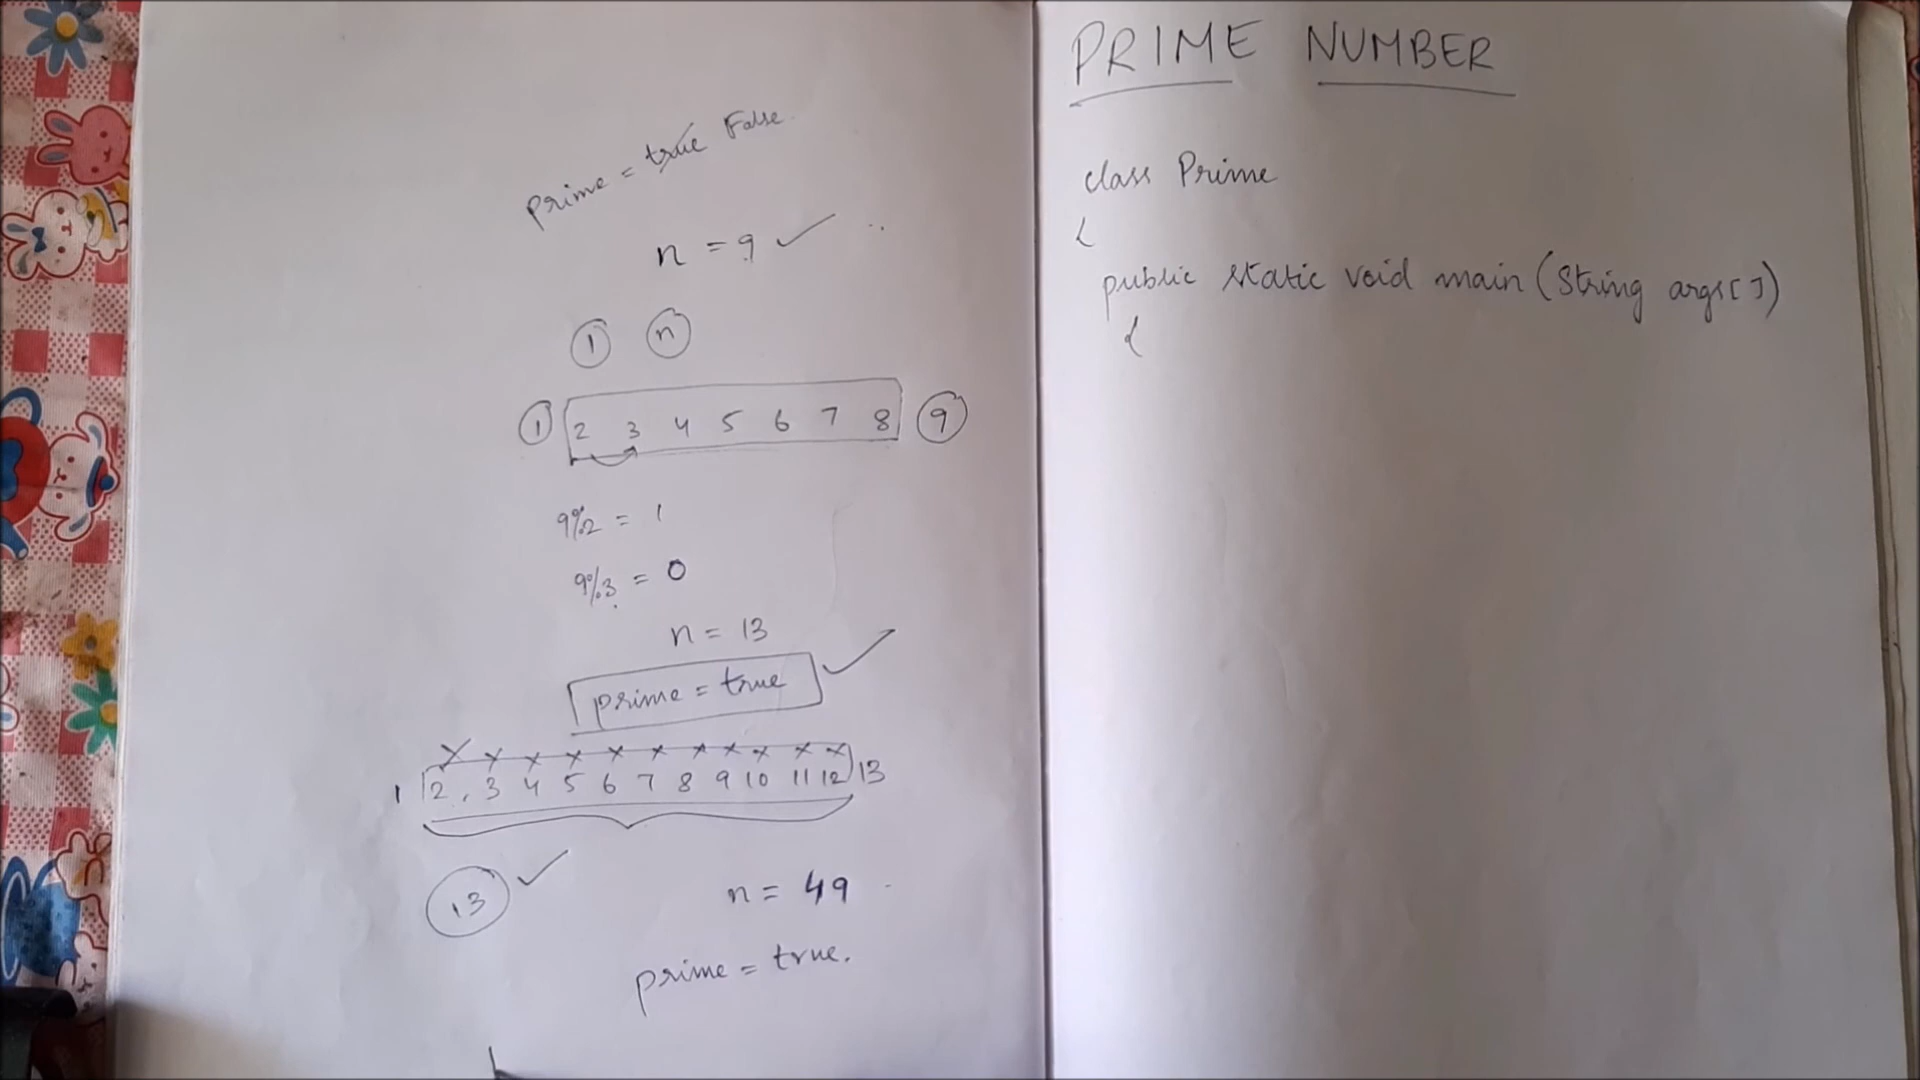 prime = true False
n = 9
1 n
1 2 3 4 5 6 7 8 9
9%2 = 1
9%3 = 0
n = 13
prime = true
1 2, 3 4 5 6 7 8 9 10 11 12 13
13
n = 49
prime = true.
PRIME NUMBER
class Prime
{
public static void main (String args[])
{